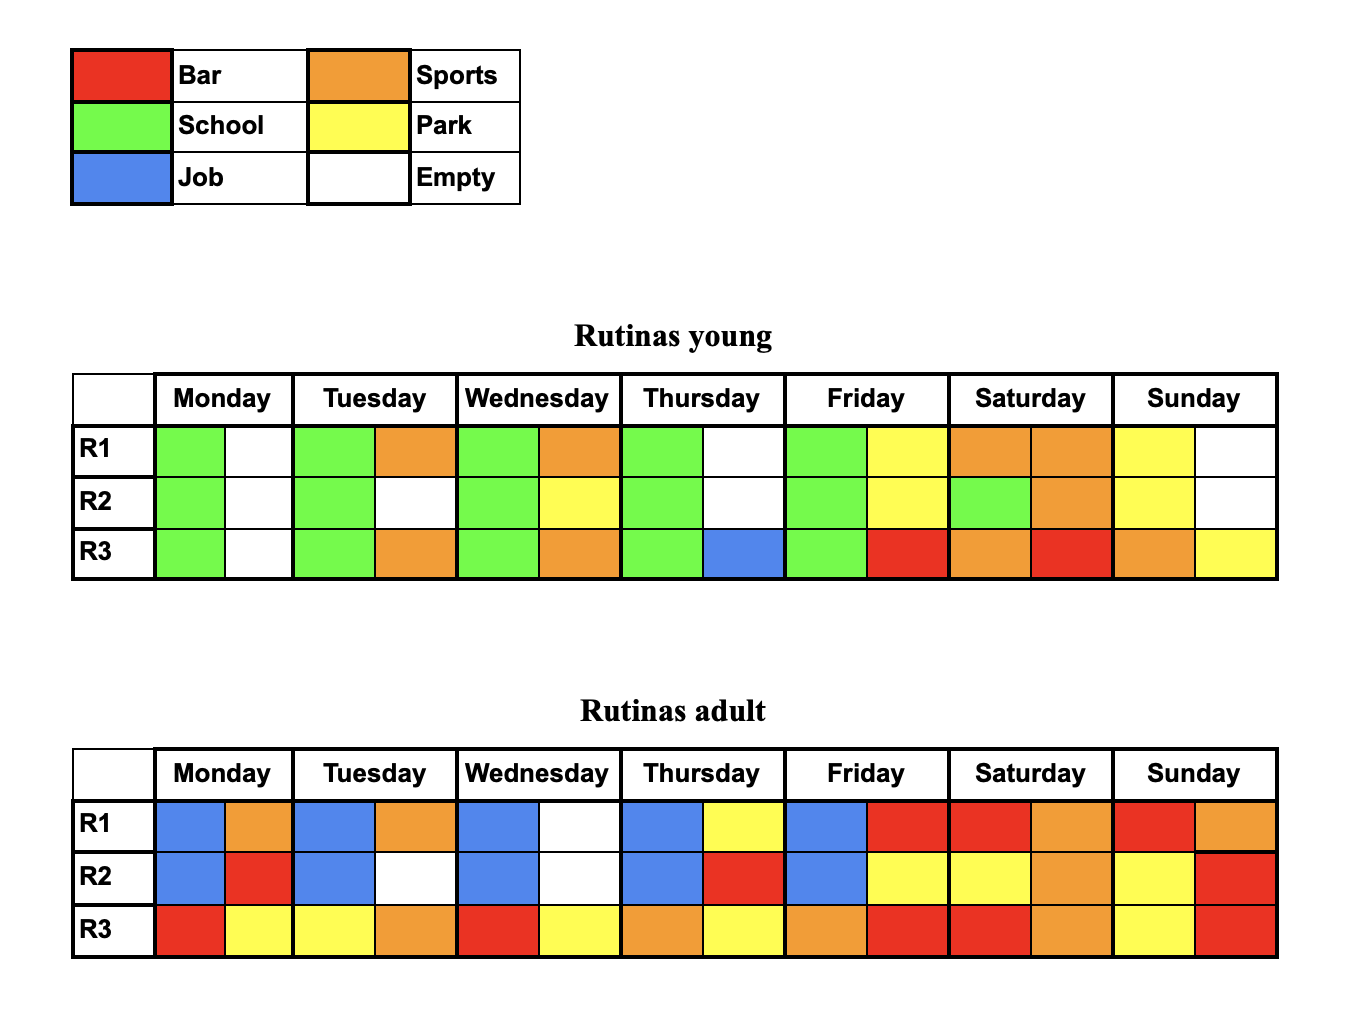 Bar Sports
School Park
Job Empty
Rutinas young
Monday Tuesday Wednesday Thursday Friday Saturday Sunday
R1
R2
R3
Rutinas adult
Monday Tuesday Wednesday Thursday Friday Saturday Sunday
R1
R2
R3